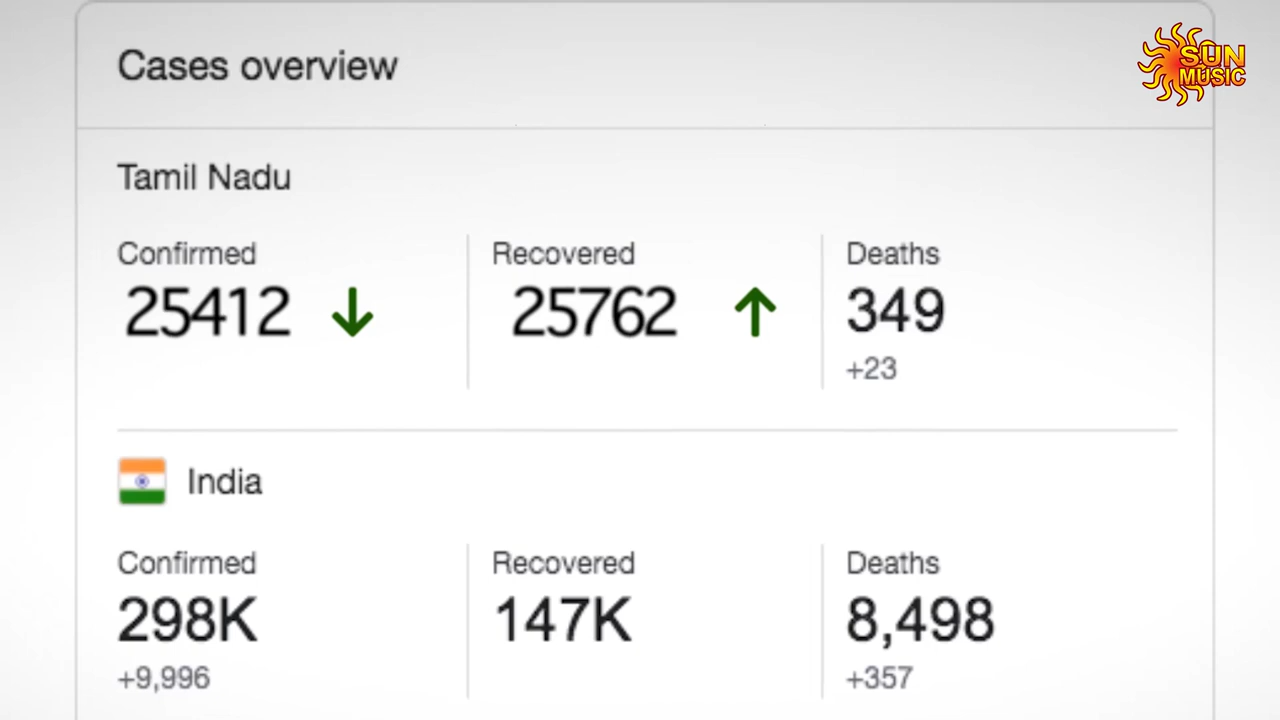 Cases overview
SUN
MUSIC
Tamil Nadu
Confirmed Recovered Deaths
25412 ↓ 25762 ↑ 349
+23
India
Confirmed Recovered Deaths
298K 147K 8,498
+9,996 +357